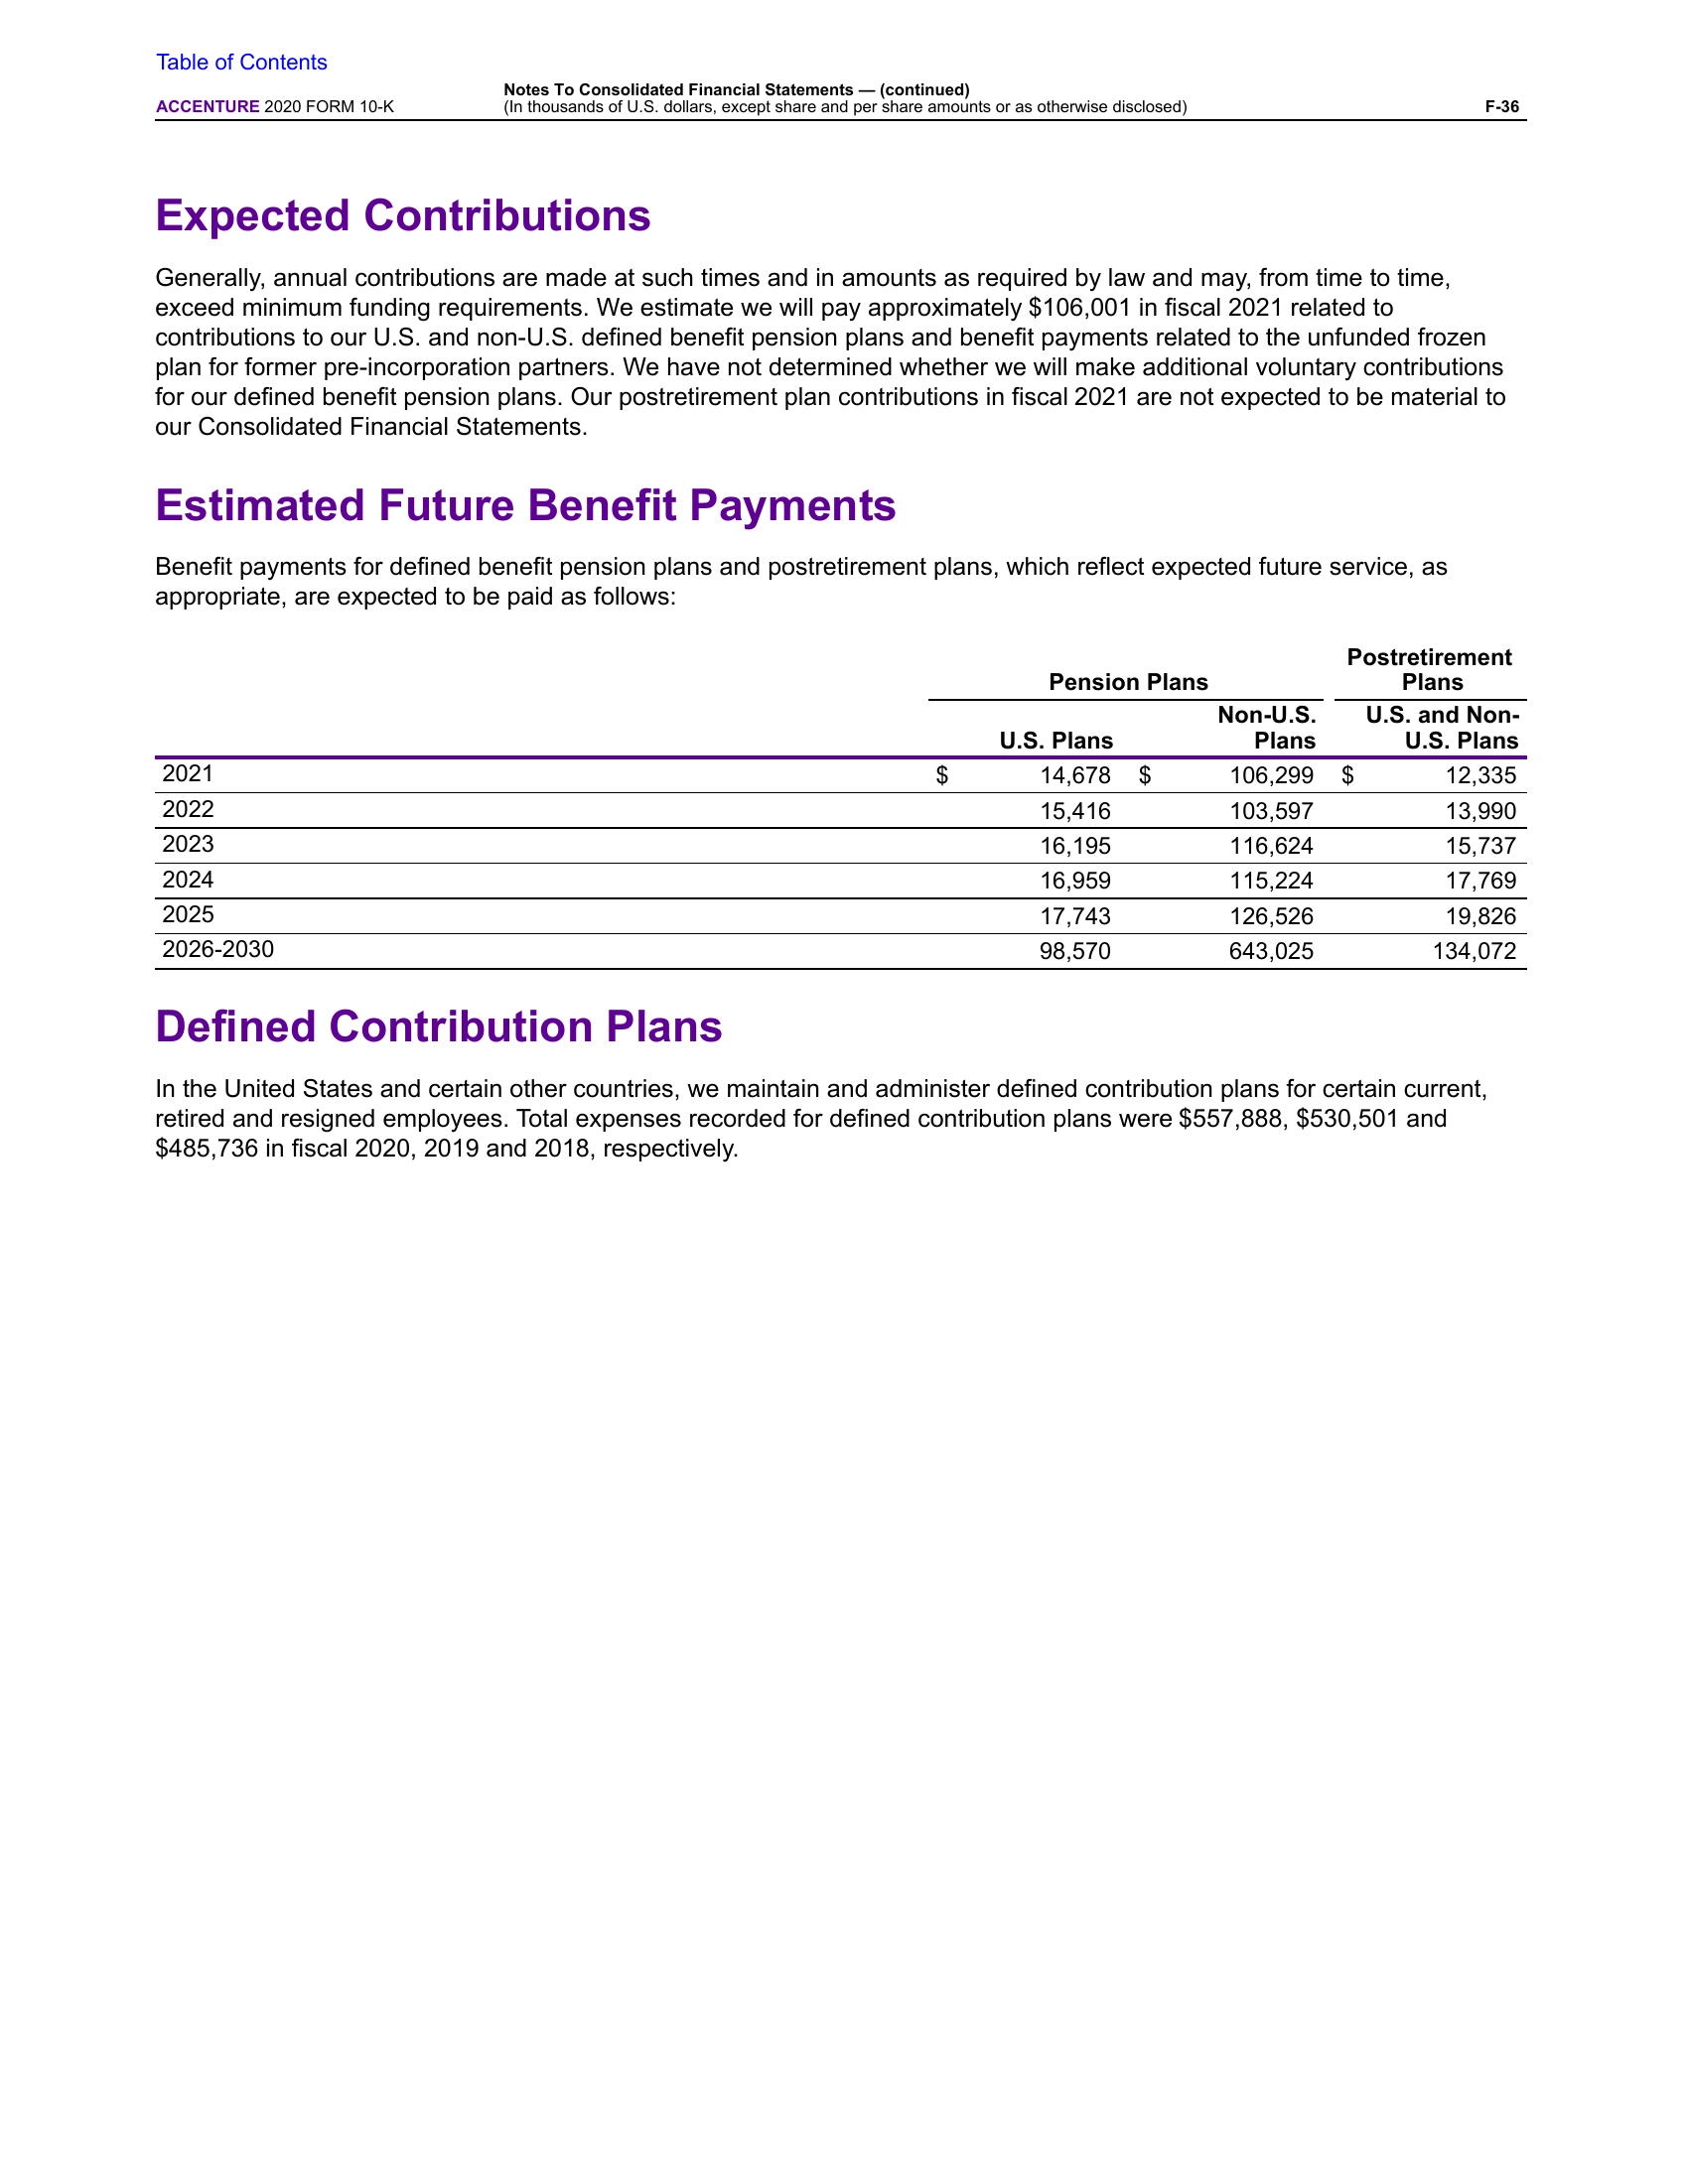 Table of Contents
Notes To Consolidated Financial Statements — (continued)
ACCENTURE 2020 FORM 10-K (In thousands of U.S. dollars, except share and per share amounts or as otherwise disclosed) F-36
Expected Contributions
Generally, annual contributions are made at such times and in amounts as required by law and may, from time to time,
exceed minimum funding requirements. We estimate we will pay approximately $106,001 in fiscal 2021 related to
contributions to our U.S. and non-U.S. defined benefit pension plans and benefit payments related to the unfunded frozen
plan for former pre-incorporation partners. We have not determined whether we will make additional voluntary contributions
for our defined benefit pension plans. Our postretirement plan contributions in fiscal 2021 are not expected to be material to
our Consolidated Financial Statements.
Estimated Future Benefit Payments
Benefit payments for defined benefit pension plans and postretirement plans, which reflect expected future service, as
appropriate, are expected to be paid as follows:
Postretirement
Pension Plans Plans
Non-U.S. U.S. and Non-
U.S. Plans Plans U.S. Plans
2021 $ 14,678 $ 106,299 $ 12,335
2022 15,416 103,597 13,990
2023 16,195 116,624 15,737
2024 16,959 115,224 17,769
2025 17,743 126,526 19,826
2026-2030 98,570 643,025 134,072
Defined Contribution Plans
In the United States and certain other countries, we maintain and administer defined contribution plans for certain current,
retired and resigned employees. Total expenses recorded for defined contribution plans were $557,888, $530,501 and
$485,736 in fiscal 2020, 2019 and 2018, respectively.